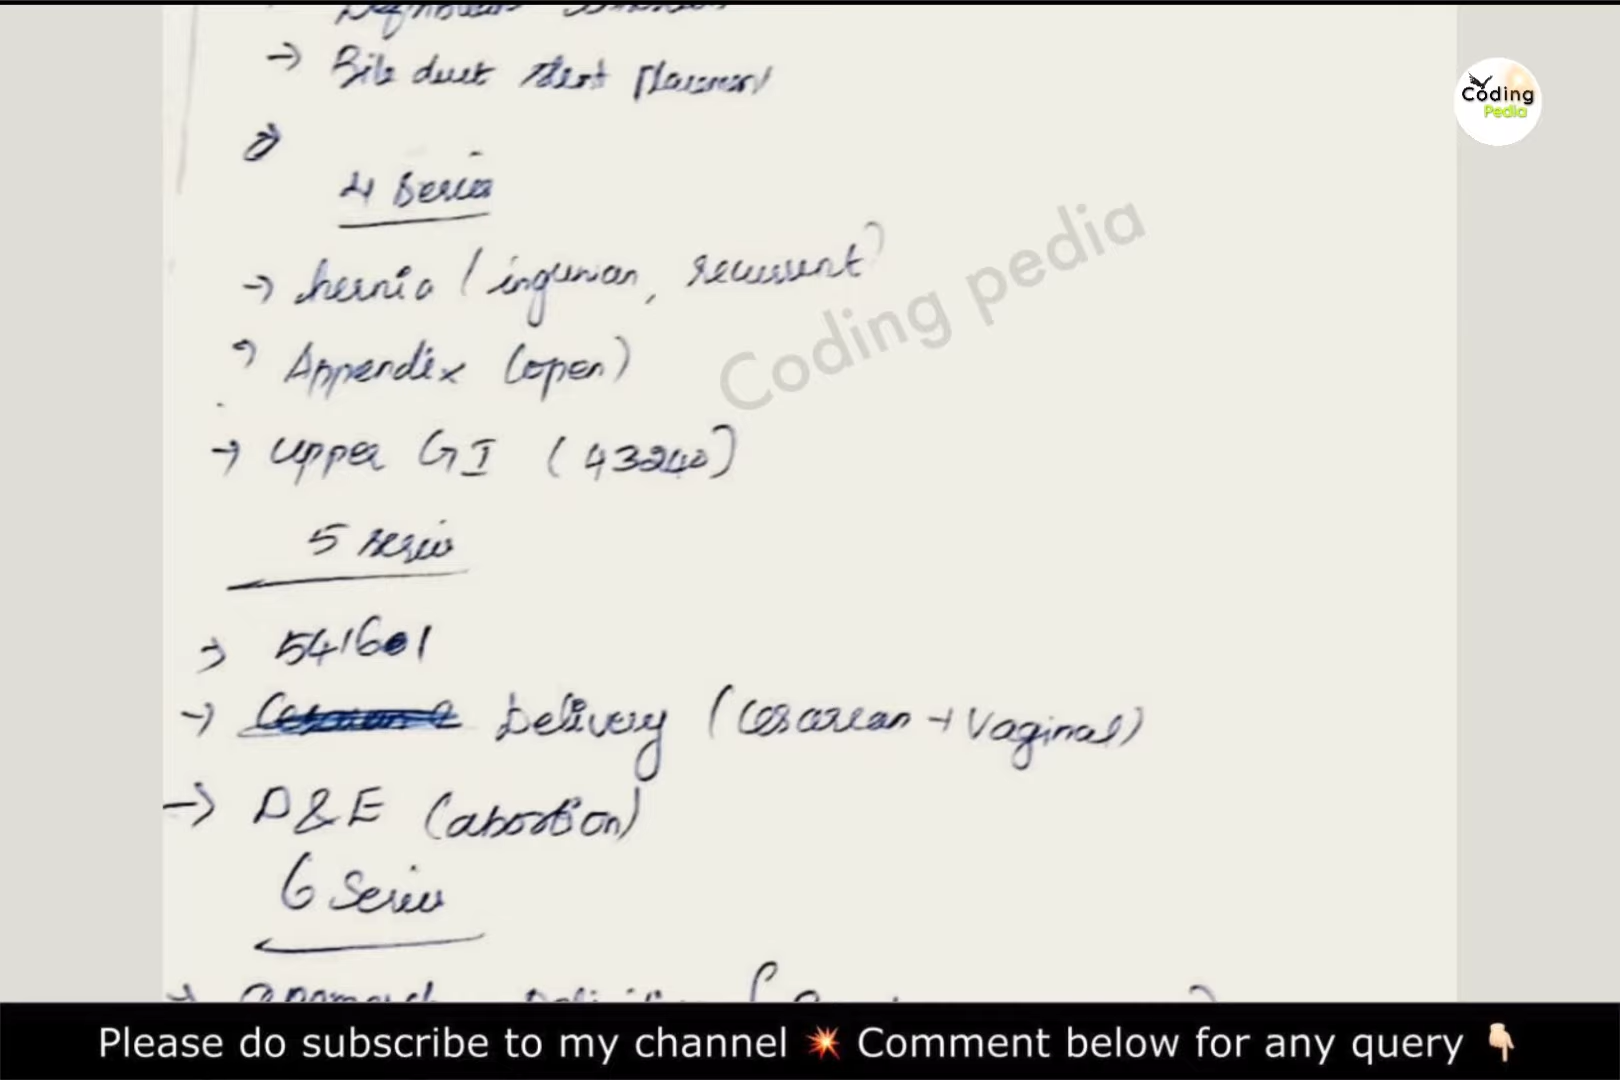 → Bile duct stent placement
4 Series
→ hernia (inguinan, recurrent)
→ Appendix (open)
→ Upper GI (43240)
5 series
→ 541601
→ Delivery (cesarean + Vaginal)
→ D&E (abortion)
6 Series
Coding pedia
Coding
Pedia
Please do subscribe to my channel 💥 Comment below for any query 👇🏻